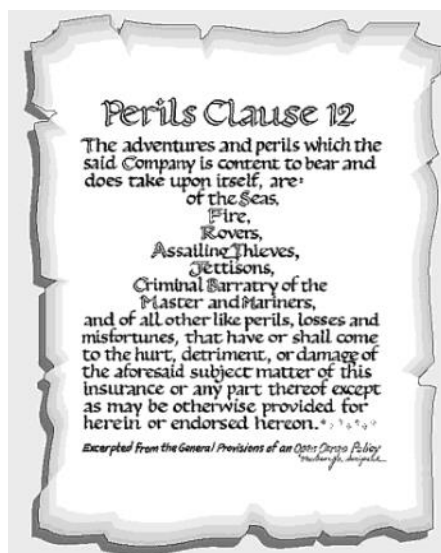 Perils Clause 12
The adventures and perils which the
said Company is content to bear and
does take upon itself, are:
of the Seas,
Fire,
Rovers,
Assailing Thieves,
Jettisons,
Criminal Barratry of the
Master and Mariners,
and of all other like perils, losses and
misfortunes, that have or shall come
to the hurt, detriment, or damage of
the aforesaid subject matter of this
insurance or any part thereof except
as may be otherwise provided for
herein or endorsed hereon.
Excerpted from the General Provisions of an Open Cargo Policy